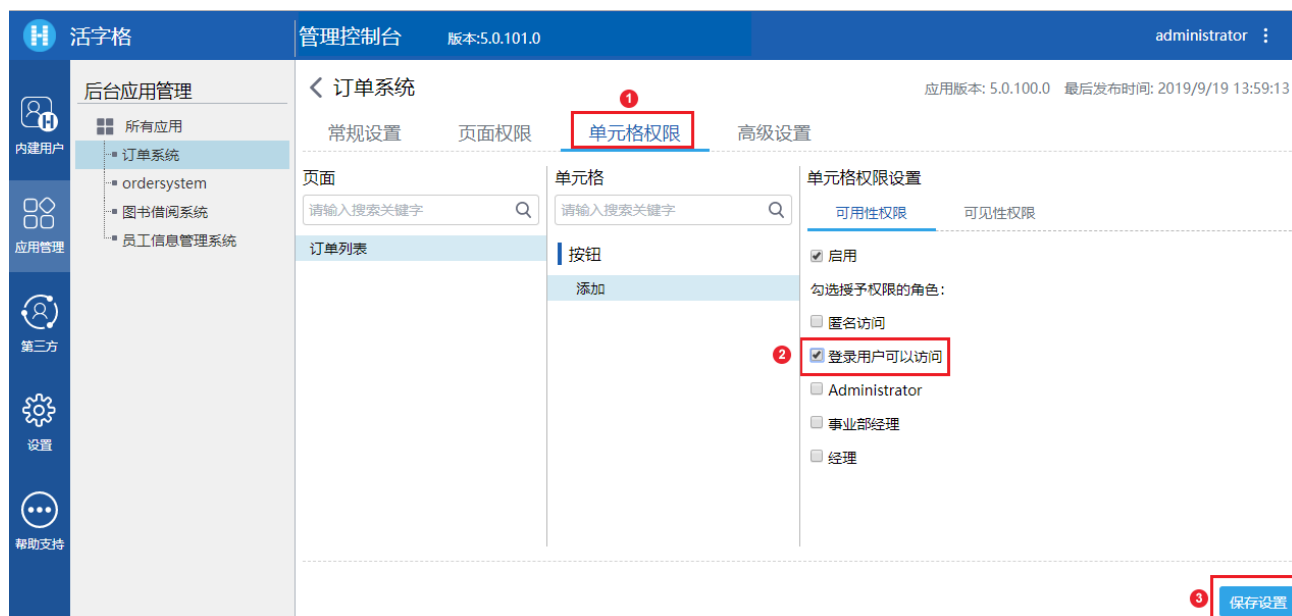 活字格 管理控制台 版本:5.0.101.0 administrator
内建用户
应用管理
第三方
设置
帮助支持
后台应用管理
所有应用
订单系统
ordersystem
图书借阅系统
员工信息管理系统
订单系统 应用版本: 5.0.100.0 最后发布时间: 2019/9/19 13:59:13
1
常规设置 页面权限 单元格权限 高级设置
页面
请输入搜索关键字
订单列表
单元格
请输入搜索关键字
按钮
添加
单元格权限设置
可用性权限 可见性权限
启用
勾选授予权限的角色:
匿名访问
2 登录用户可以访问
Administrator
事业部经理
经理
3 保存设置